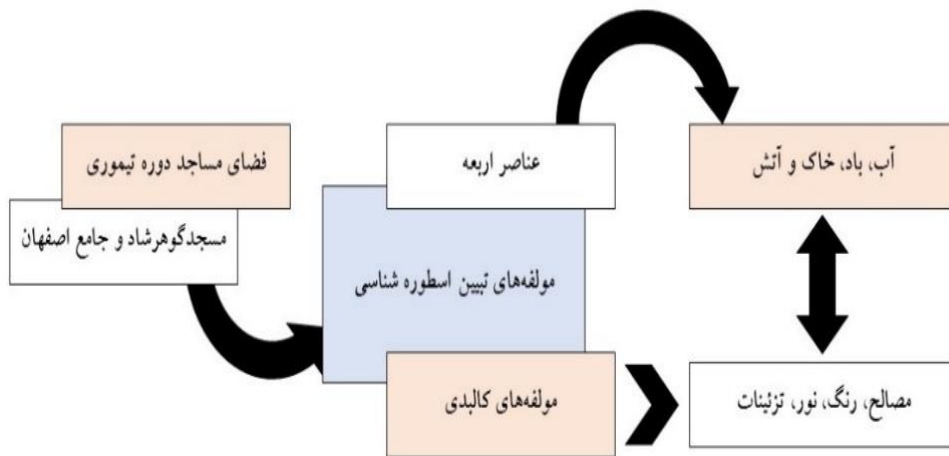 فضای مساجد دوره تیموری
مسجدگوهرشاد و جامع اصفهان
عناصر اربعه
مولفه‌های تبیین اسطوره شناسی
مولفه‌های کالبدی
آب، باد، خاک و آتش
مصالح، رنگ، نور، تزئینات